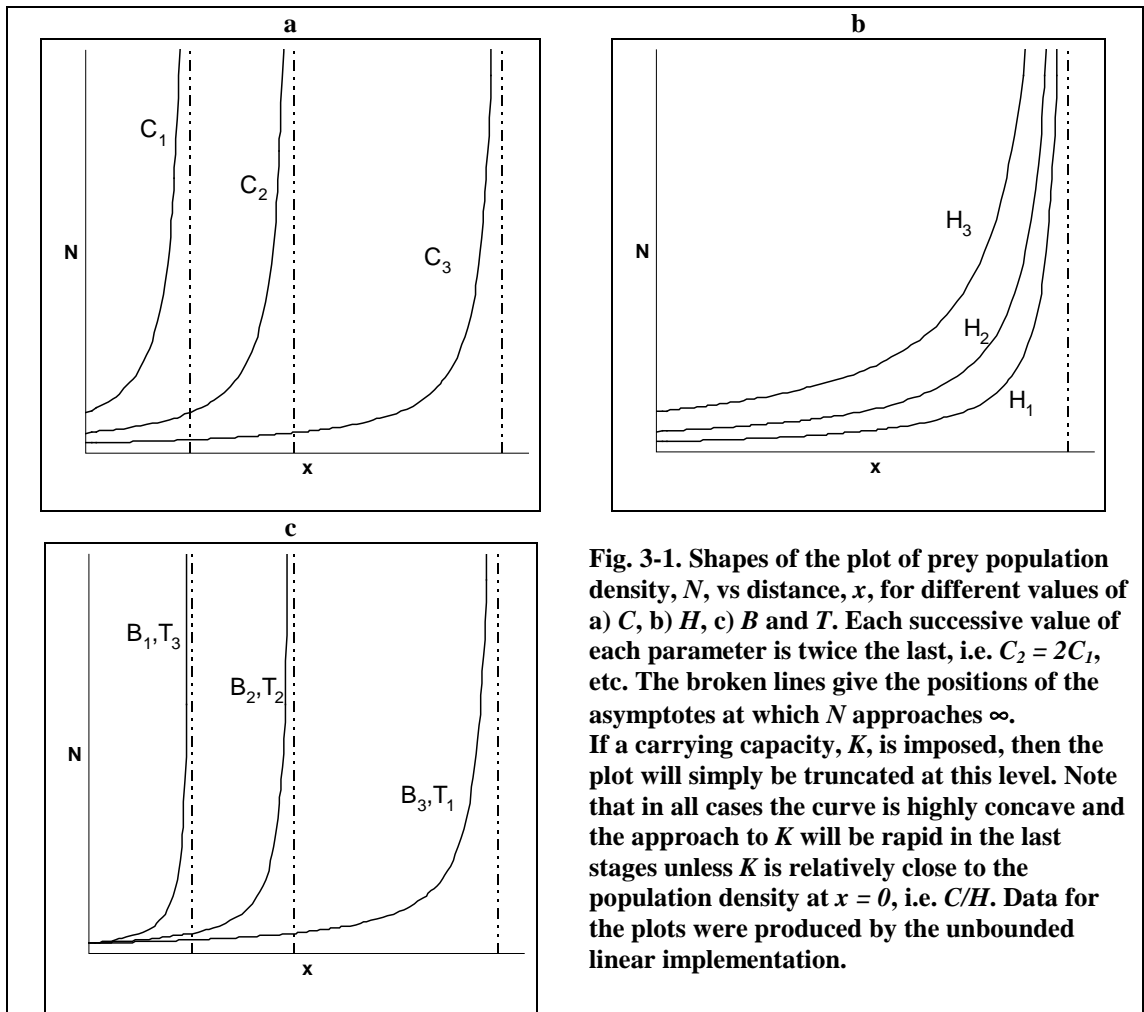 a
C1
C2
C3
N
x
b
H3
H2
H1
N
x
c
B1,T3
B2,T2
B3,T1
N
x
Fig. 3-1. Shapes of the plot of prey population
density, N, vs distance, x, for different values of
a) C, b) H, c) B and T. Each successive value of
each parameter is twice the last, i.e. C2 = 2C1,
etc. The broken lines give the positions of the
asymptotes at which N approaches ∞.
If a carrying capacity, K, is imposed, then the
plot will simply be truncated at this level. Note
that in all cases the curve is highly concave and
the approach to K will be rapid in the last
stages unless K is relatively close to the
population density at x = 0, i.e. C/H. Data for
the plots were produced by the unbounded
linear implementation.